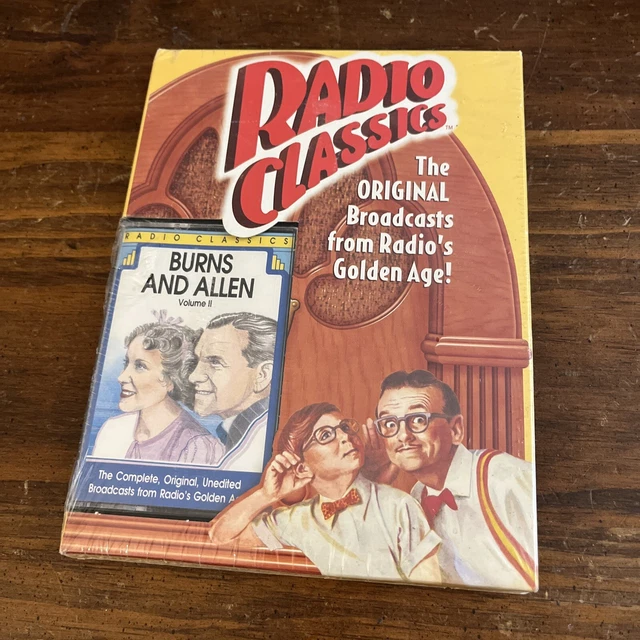 RADIO
CLASSICS™
The
ORIGINAL
Broadcasts
from Radio's
Golden Age!
RADIO CLASSICS
BURNS
AND ALLEN
Volume II
The Complete, Original, Unedited
Broadcasts from Radio's Golden